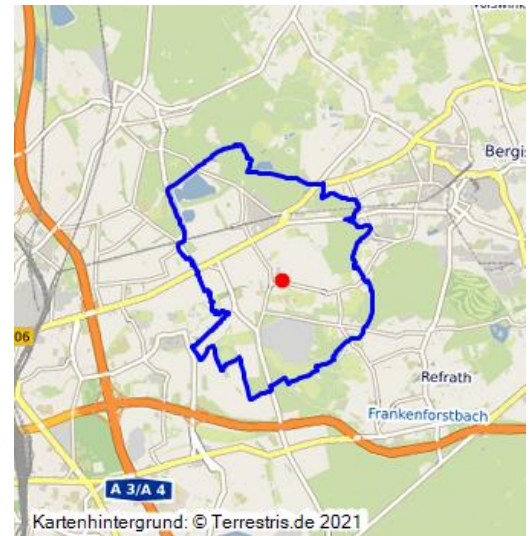 Bergis
06
Refrath
Frankenforstbach
A 3/A 4
Kartenhintergrund: © Terrestris.de 2021